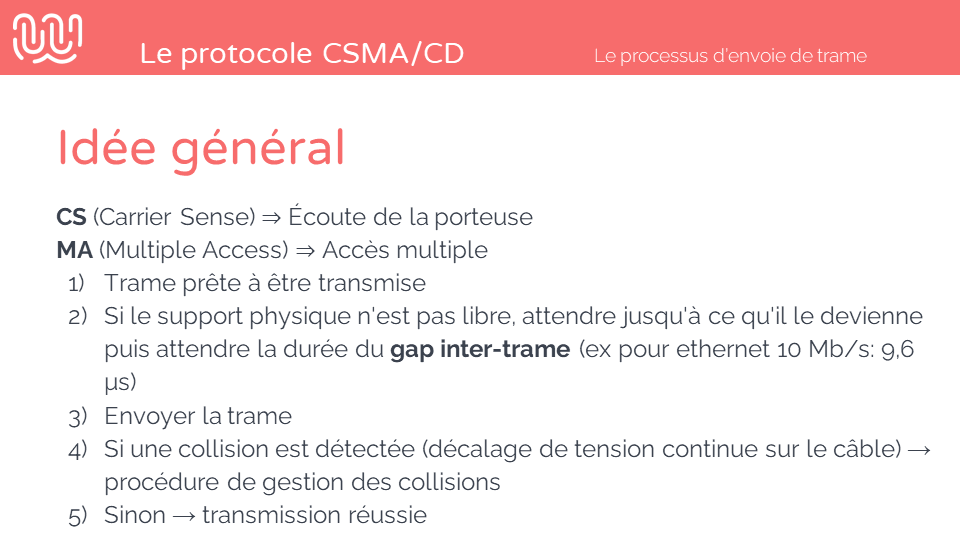 Le protocole CSMA/CD
Le processus d'envoie de trame
Idée général
CS (Carrier Sense) ⇒ Écoute de la porteuse
MA (Multiple Access) ⇒ Accès multiple
1) Trame prête à être transmise
2) Si le support physique n'est pas libre, attendre jusqu'à ce qu'il le devienne
puis attendre la durée du gap inter-trame (ex pour ethernet 10 Mb/s: 9,6
µs)
3) Envoyer la trame
4) Si une collision est détectée (décalage de tension continue sur le câble) →
procédure de gestion des collisions
5) Sinon → transmission réussie